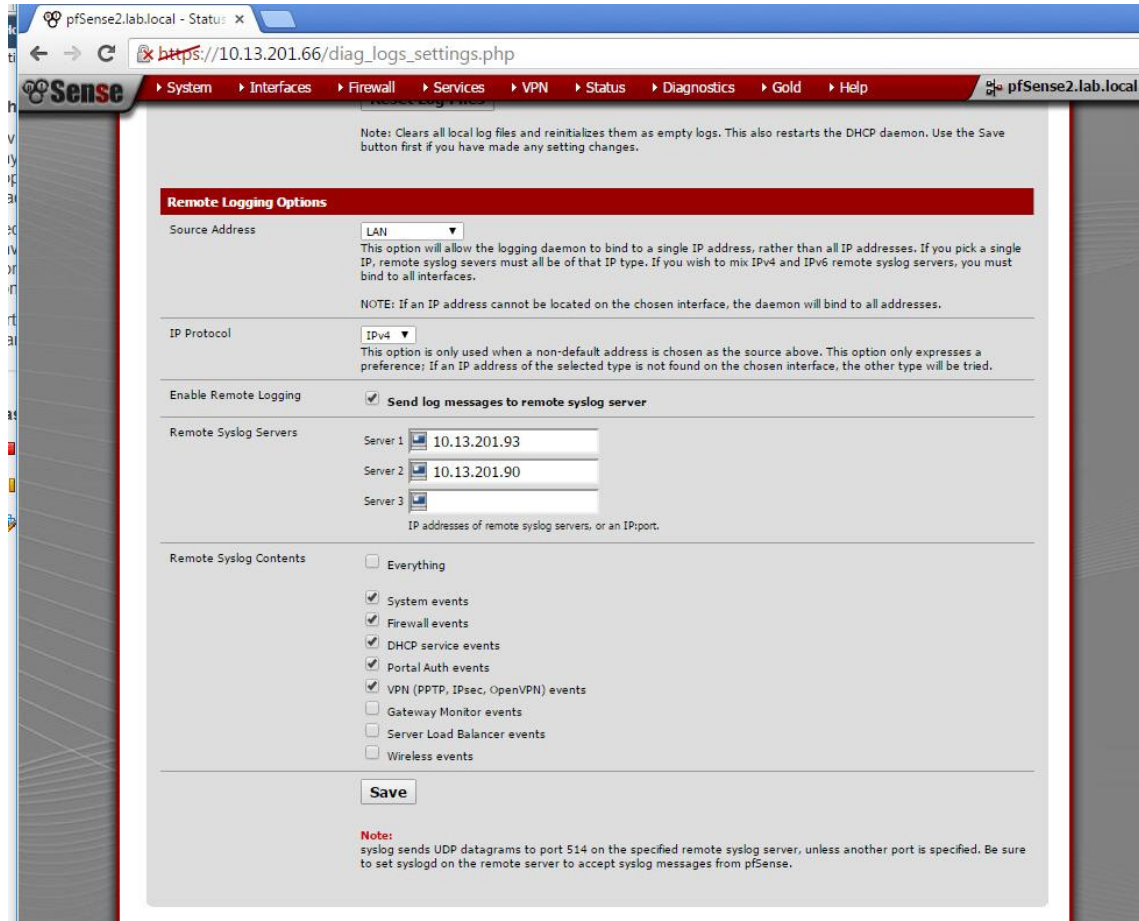 pfSense2.lab.local - Status
https://10.13.201.66/diag_logs_settings.php
Sense
System Interfaces Firewall Services VPN Status Diagnostics Gold Help pfSense2.lab.local
Reset Log Files
Note: Clears all local log files and reinitializes them as empty logs. This also restarts the DHCP daemon. Use the Save
button first if you have made any setting changes.
Remote Logging Options
Source Address LAN
This option will allow the logging daemon to bind to a single IP address, rather than all IP addresses. If you pick a single
IP, remote syslog severs must all be of that IP type. If you wish to mix IPv4 and IPv6 remote syslog servers, you must
bind to all interfaces.
NOTE: If an IP address cannot be located on the chosen interface, the daemon will bind to all addresses.
IP Protocol IPv4
This option is only used when a non-default address is chosen as the source above. This option only expresses a
preference; If an IP address of the selected type is not found on the chosen interface, the other type will be tried.
Enable Remote Logging Send log messages to remote syslog server
Remote Syslog Servers Server 1 10.13.201.93
Server 2 10.13.201.90
Server 3
IP addresses of remote syslog servers, or an IP:port.
Remote Syslog Contents Everything
System events
Firewall events
DHCP service events
Portal Auth events
VPN (PPTP, IPsec, OpenVPN) events
Gateway Monitor events
Server Load Balancer events
Wireless events
Save
Note:
syslog sends UDP datagrams to port 514 on the specified remote syslog server, unless another port is specified. Be sure
to set syslogd on the remote server to accept syslog messages from pfSense.